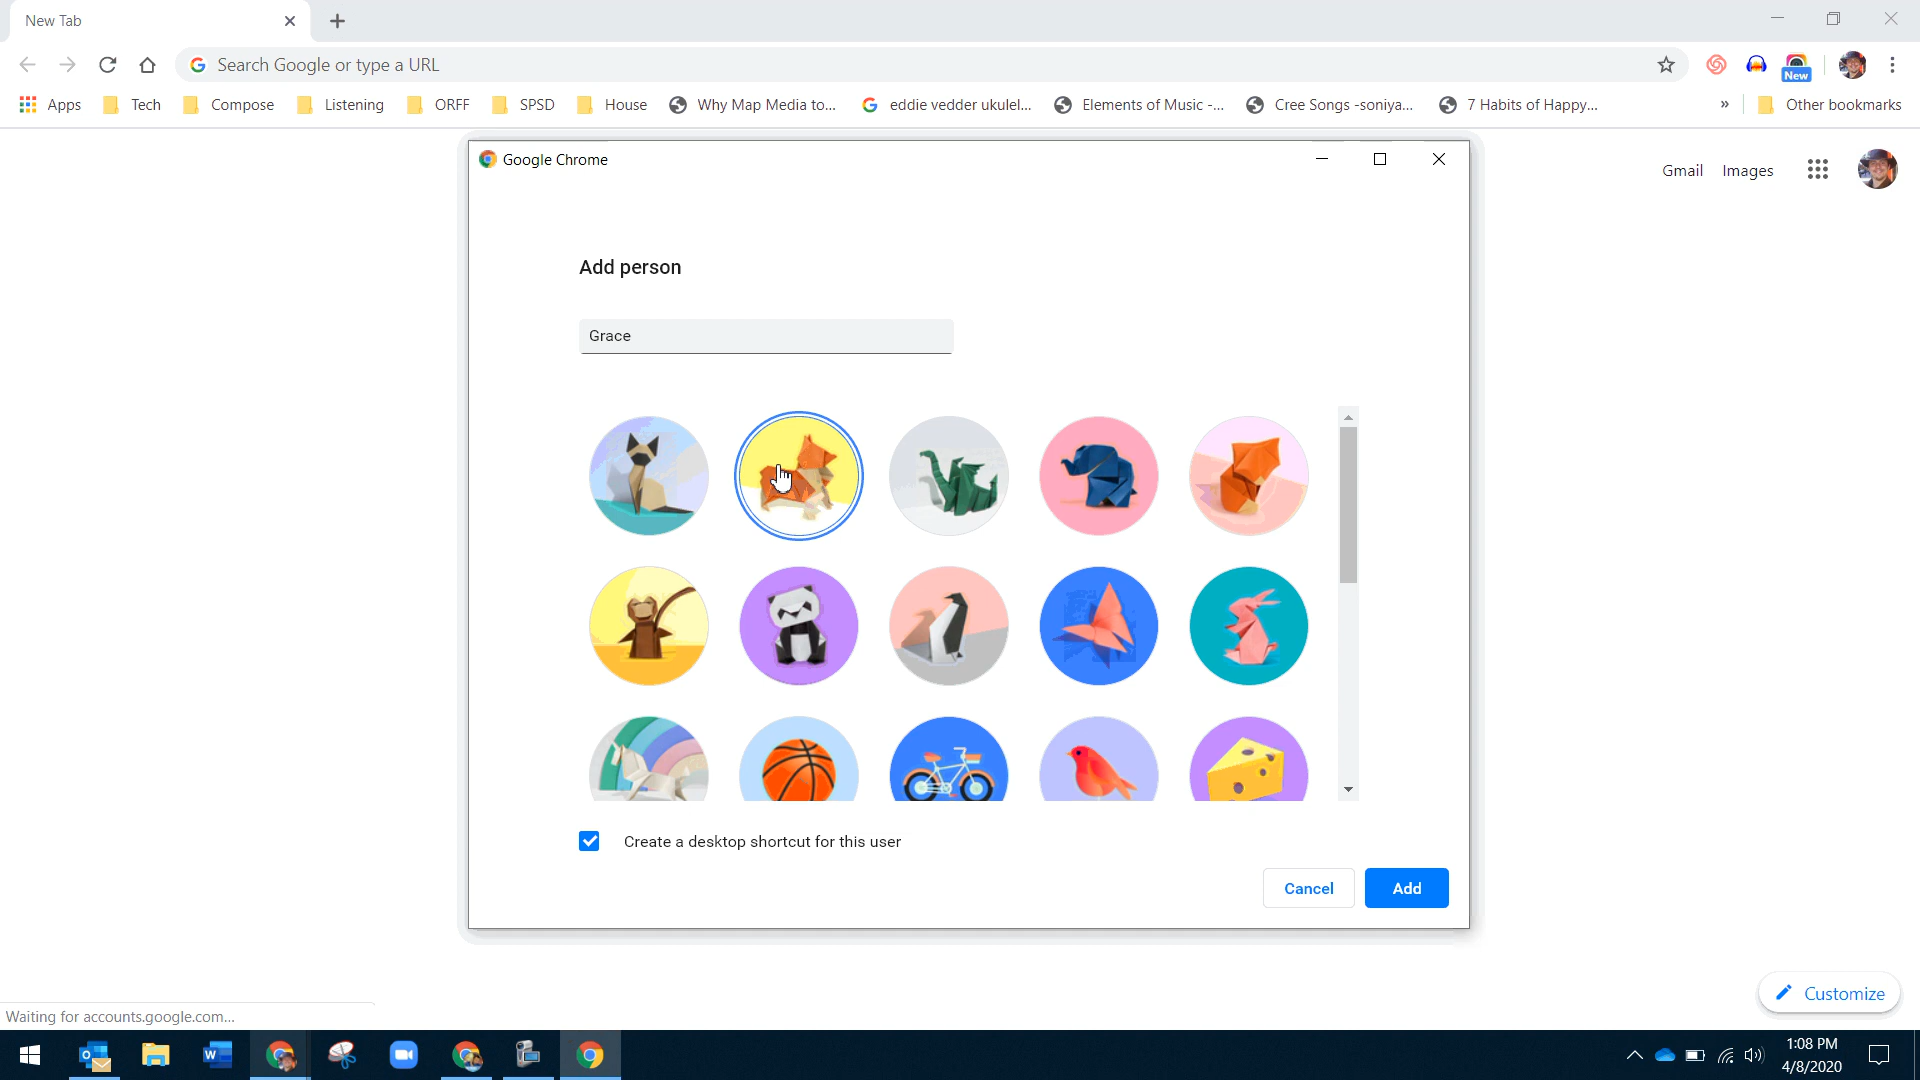 New Tab
Search Google or type a URL
New
Apps Tech Compose Listening ORFF SPSD House Why Map Media to... eddie vedder ukulel... Elements of Music -... Cree Songs -soniya... 7 Habits of Happy... » Other bookmarks
Google Chrome
Gmail Images
Add person
Grace
Create a desktop shortcut for this user
Cancel Add
Customize
Waiting for accounts.google.com...
1:08 PM
4/8/2020